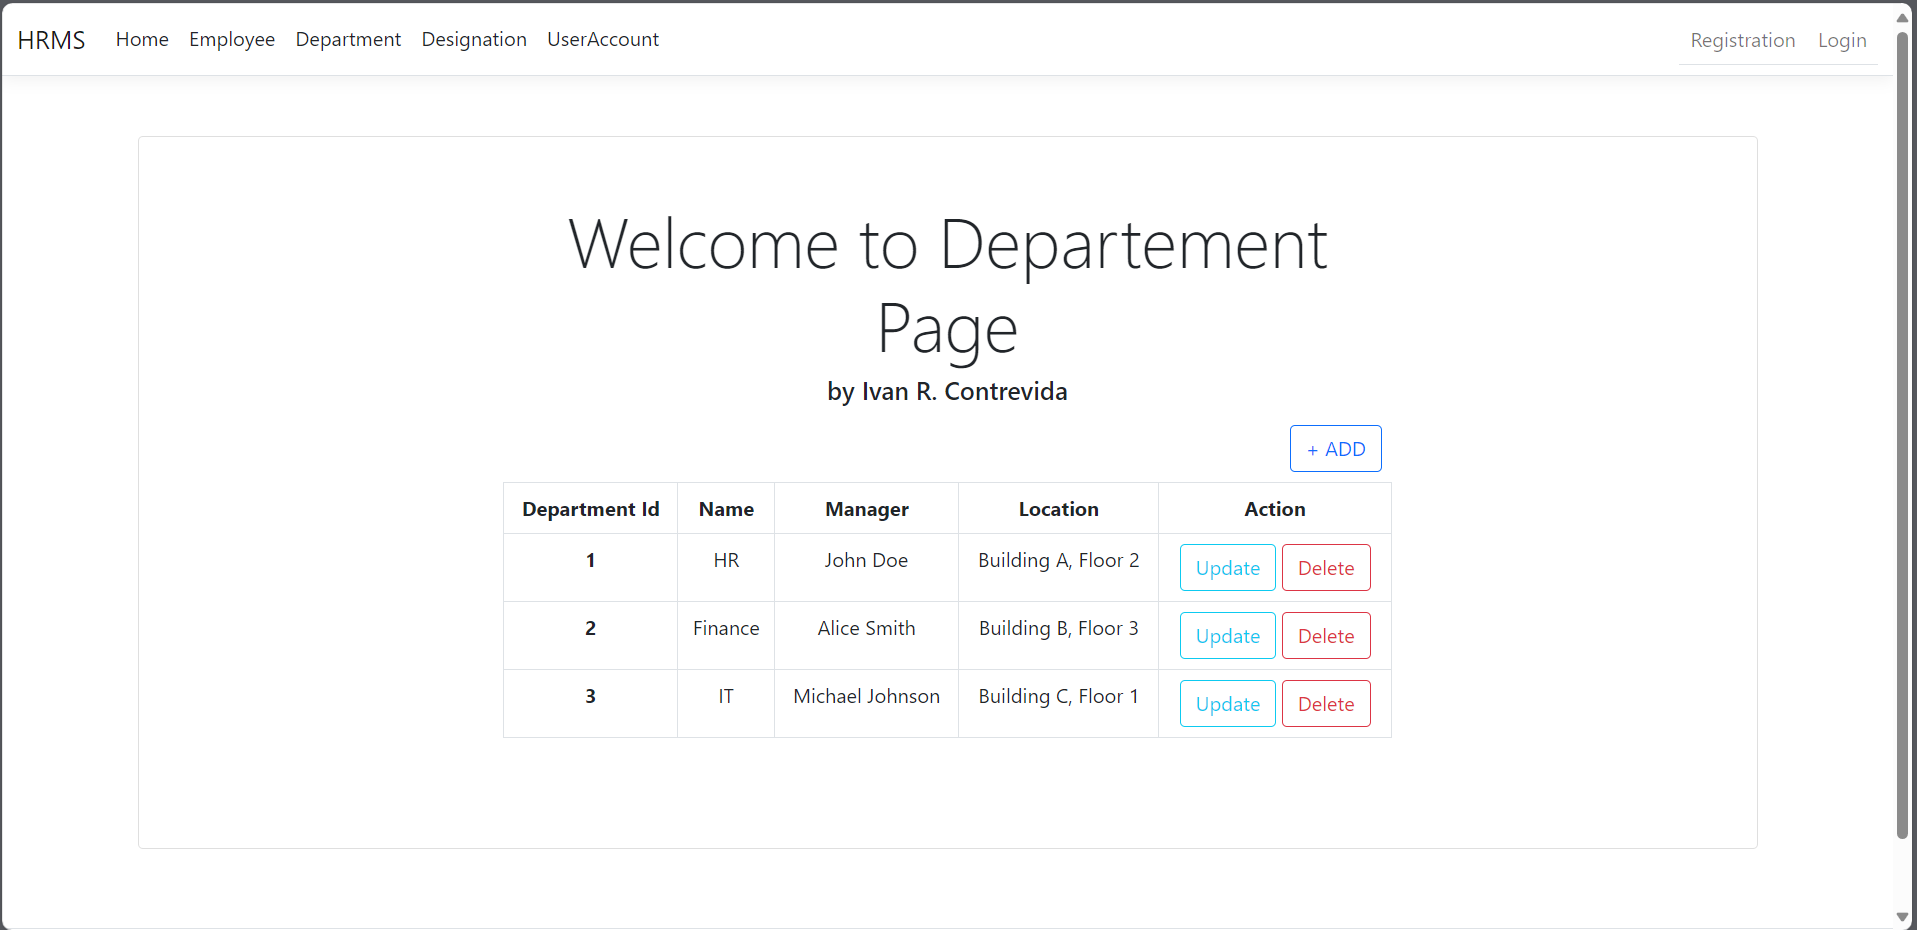 HRMS Home Employee Department Designation UserAccount Registration Login
Welcome to Departement
Page
by Ivan R. Contrevida
+ ADD
Department Id Name Manager Location Action
1 HR John Doe Building A, Floor 2 Update Delete
2 Finance Alice Smith Building B, Floor 3 Update Delete
3 IT Michael Johnson Building C, Floor 1 Update Delete